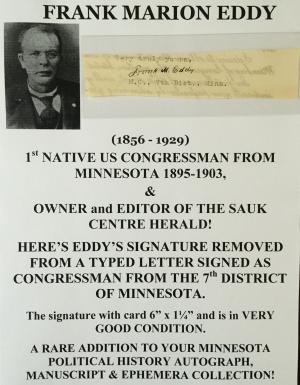 FRANK MARION EDDY
Very truly yours,
Frank M. Eddy
M.C., 7th Dist., Minn.
(1856 - 1929)
1st NATIVE US CONGRESSMAN FROM
MINNESOTA 1895-1903,
&
OWNER and EDITOR OF THE SAUK
CENTRE HERALD!
HERE'S EDDY'S SIGNATURE REMOVED
FROM A TYPED LETTER SIGNED AS
CONGRESSMAN FROM THE 7th DISTRICT
OF MINNESOTA.
The signature with card 6" x 1¼" and is in VERY
GOOD CONDITION.
A RARE ADDITION TO YOUR MINNESOTA
POLITICAL HISTORY AUTOGRAPH,
MANUSCRIPT & EPHEMERA COLLECTION!